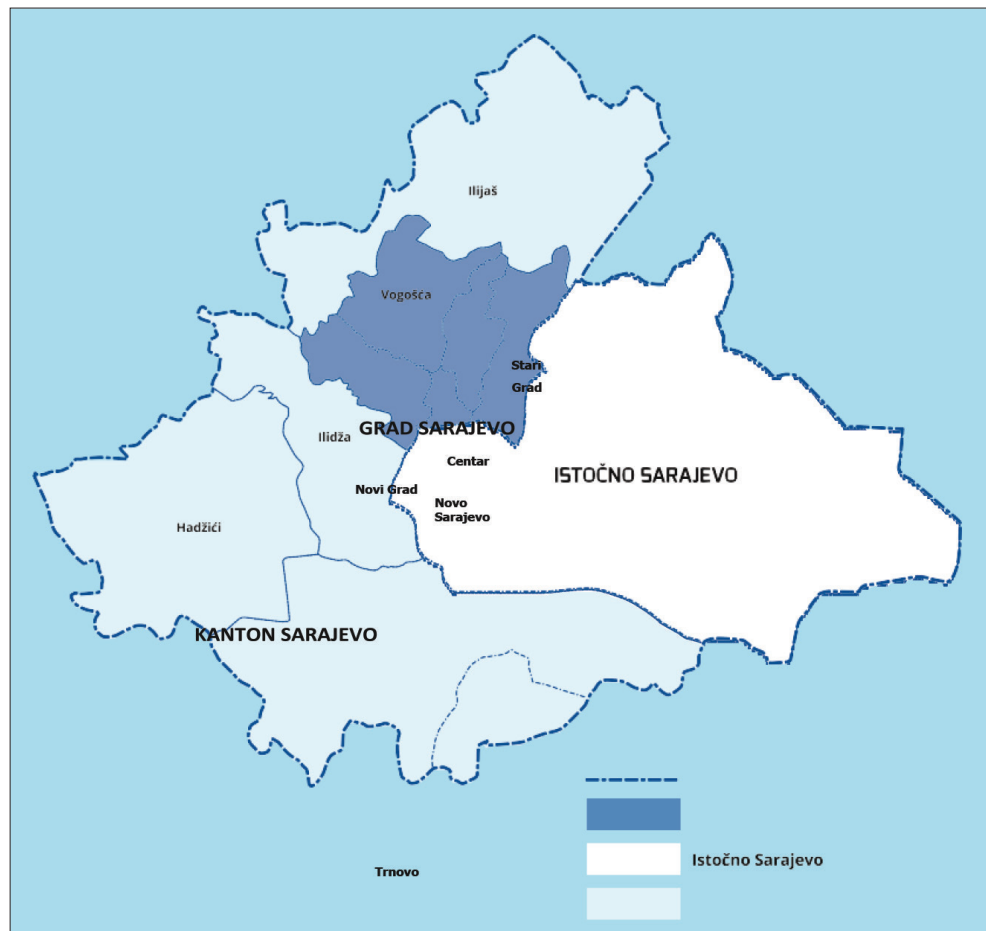 Ilijaš
Vogošća
Stari
Grad
Ilidža
GRAD SARAJEVO
Centar
ISTOČNO SARAJEVO
Novi Grad
Novo
Sarajevo
Hadžići
KANTON SARAJEVO
Istočno Sarajevo
Trnovo